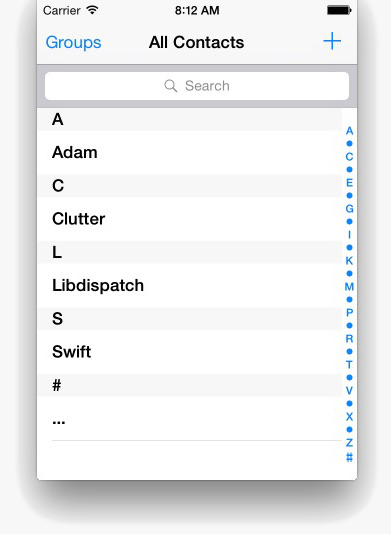 Carrier 8:12 AM
Groups All Contacts +
Search
A
Adam
C
Clutter
L
Libdispatch
S
Swift
#
...
A
C
E
G
I
K
M
P
R
T
V
X
Z
#